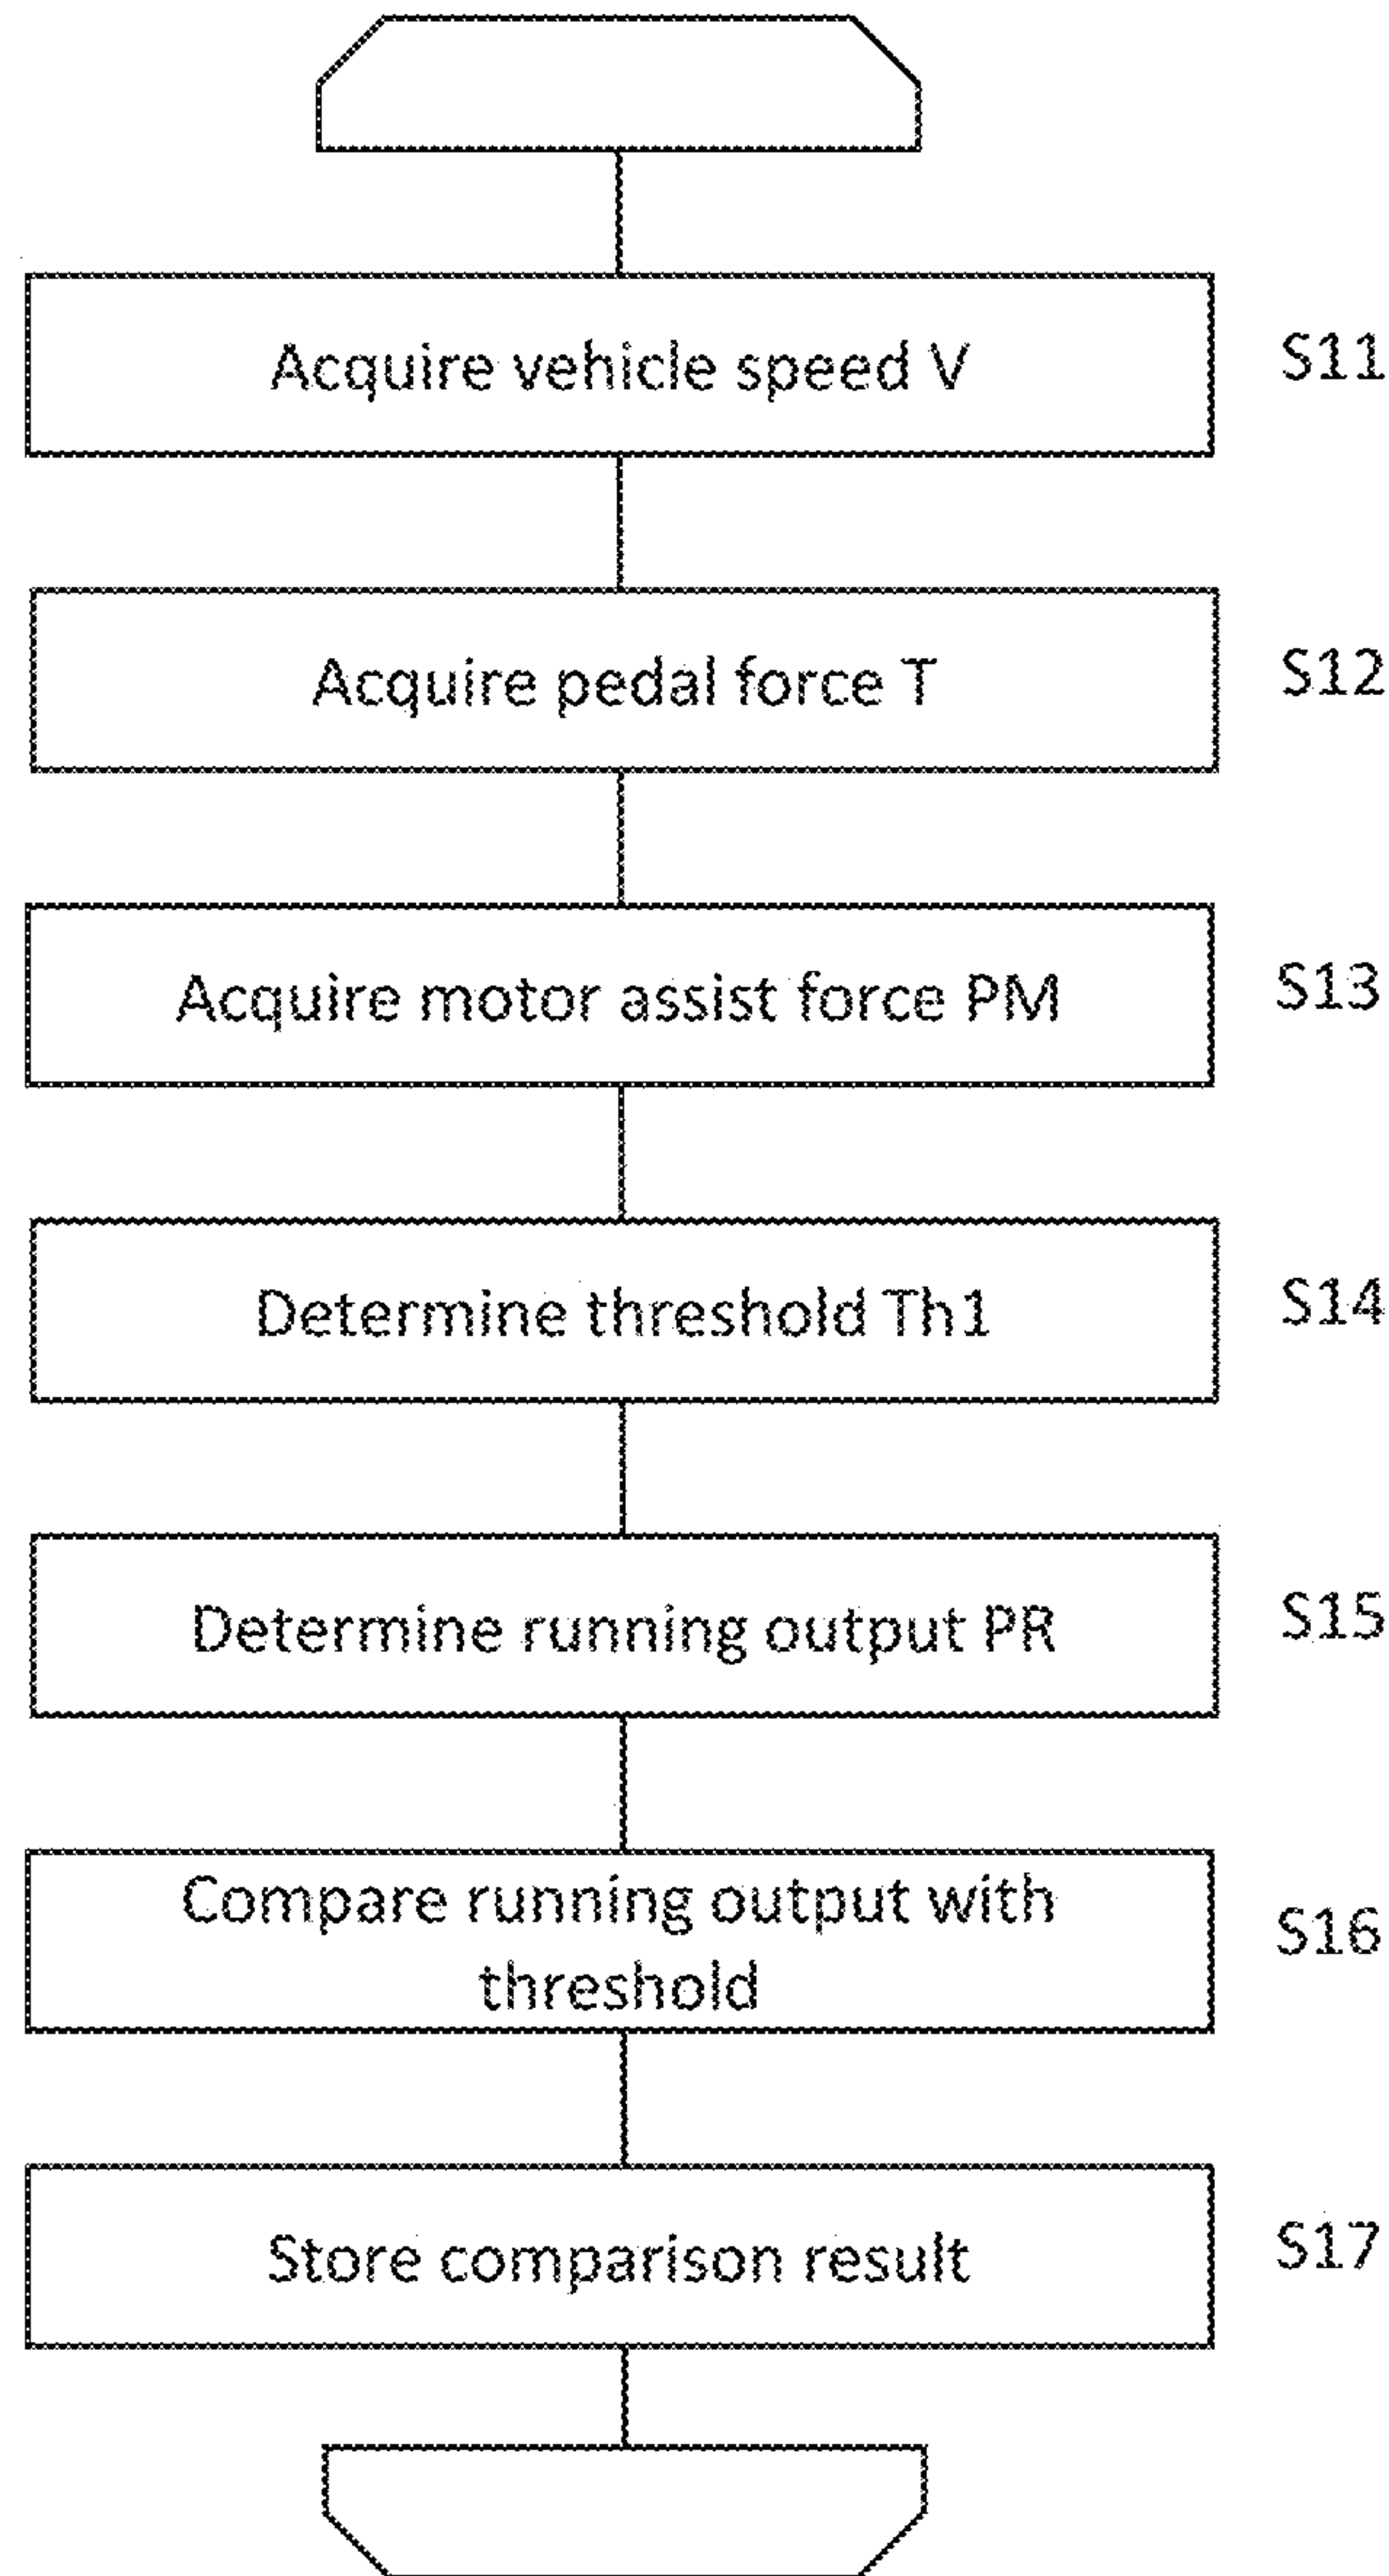 Acquire vehicle speed V
S11
Acquire pedal force T
S12
Acquire motor assist force PM
S13
Determine threshold Th1
S14
Determine running output PR
S15
Compare running output with
threshold
S16
Store comparison result
S17